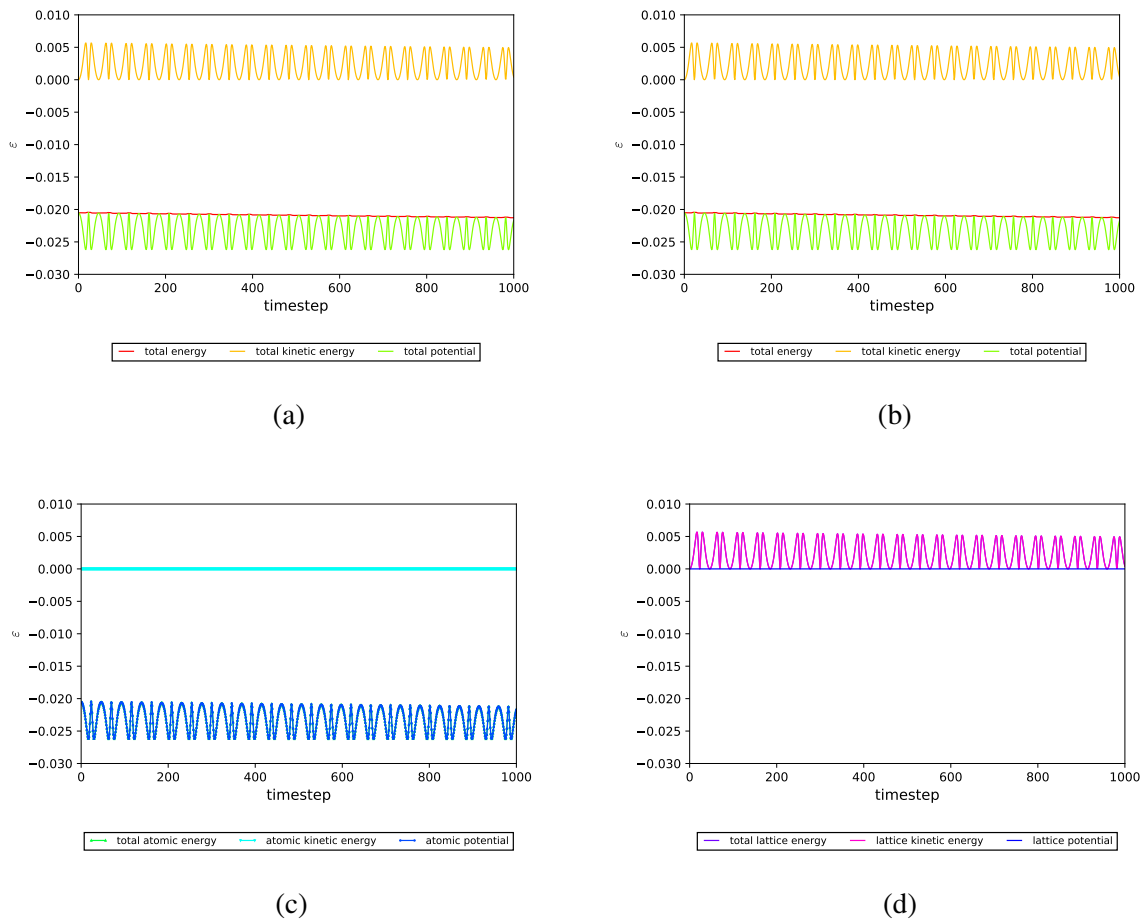 0.010
0.005
0.000
−0.005
−0.010
−0.015
−0.020
−0.025
−0.030
ε
0 200 400 600 800 1000
timestep
total energy total kinetic energy total potential
(a)
0.010
0.005
0.000
−0.005
−0.010
−0.015
−0.020
−0.025
−0.030
ε
0 200 400 600 800 1000
timestep
total energy total kinetic energy total potential
(b)
0.010
0.005
0.000
−0.005
−0.010
−0.015
−0.020
−0.025
−0.030
ε
0 200 400 600 800 1000
timestep
total atomic energy atomic kinetic energy atomic potential
(c)
0.010
0.005
0.000
−0.005
−0.010
−0.015
−0.020
−0.025
−0.030
ε
0 200 400 600 800 1000
timestep
total lattice energy lattice kinetic energy lattice potential
(d)